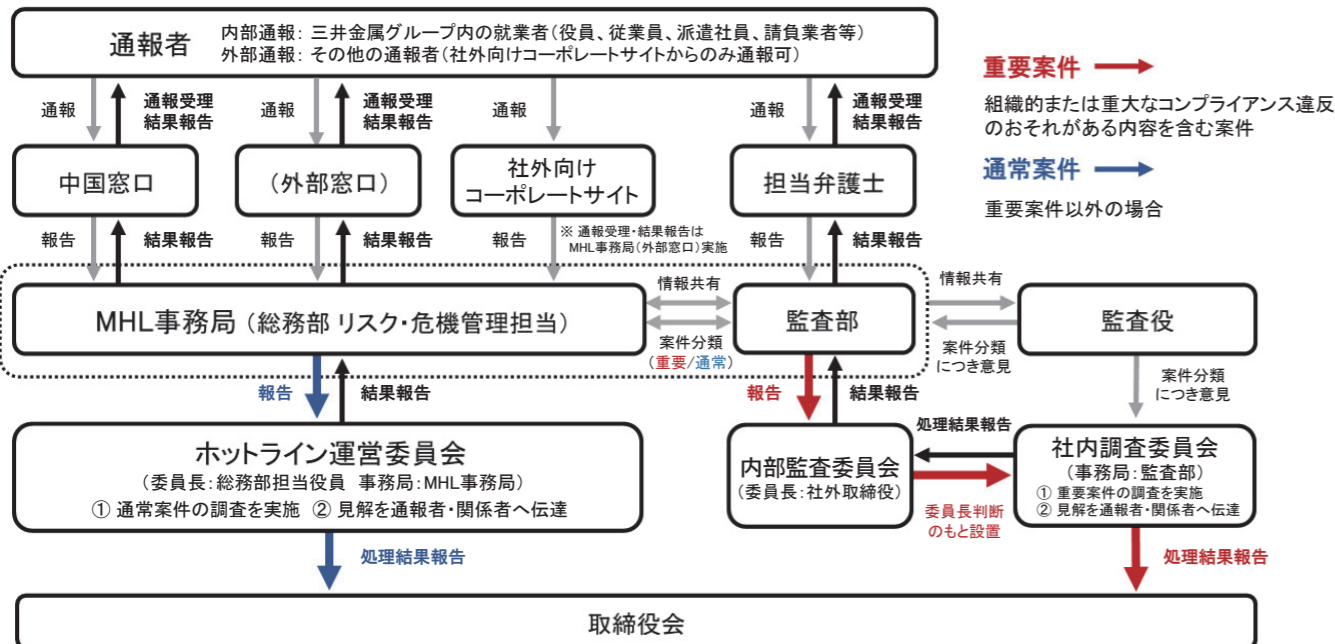 通報者
内部通報: 三井金属グループ内の就業者(役員、従業員、派遣社員、請負業者等)
外部通報: その他の通報者(社外向けコーポレートサイトからのみ通報可)
重要案件
組織的または重大なコンプライアンス違反
のおそれがある内容を含む案件
通常案件
重要案件以外の場合
通報
通報受理
結果報告
通報
通報受理
結果報告
通報
通報
通報受理
結果報告
中国窓口
(外部窓口)
社外向け
コーポレートサイト
担当弁護士
報告
結果報告
報告
結果報告
報告
※ 通報受理・結果報告は
MHL事務局(外部窓口)実施
報告
結果報告
MHL事務局 (総務部 リスク・危機管理担当)
情報共有
案件分類
(重要/通常)
監査部
情報共有
案件分類
につき意見
監査役
報告
結果報告
報告
結果報告
案件分類
につき意見
ホットライン運営委員会
(委員長:総務部担当役員 事務局:MHL事務局)
① 通常案件の調査を実施 ② 見解を通報者・関係者へ伝達
内部監査委員会
(委員長:社外取締役)
処理結果報告
委員長判断
のもと設置
社内調査委員会
(事務局:監査部)
① 重要案件の調査を実施
② 見解を通報者・関係者へ伝達
処理結果報告
処理結果報告
取締役会